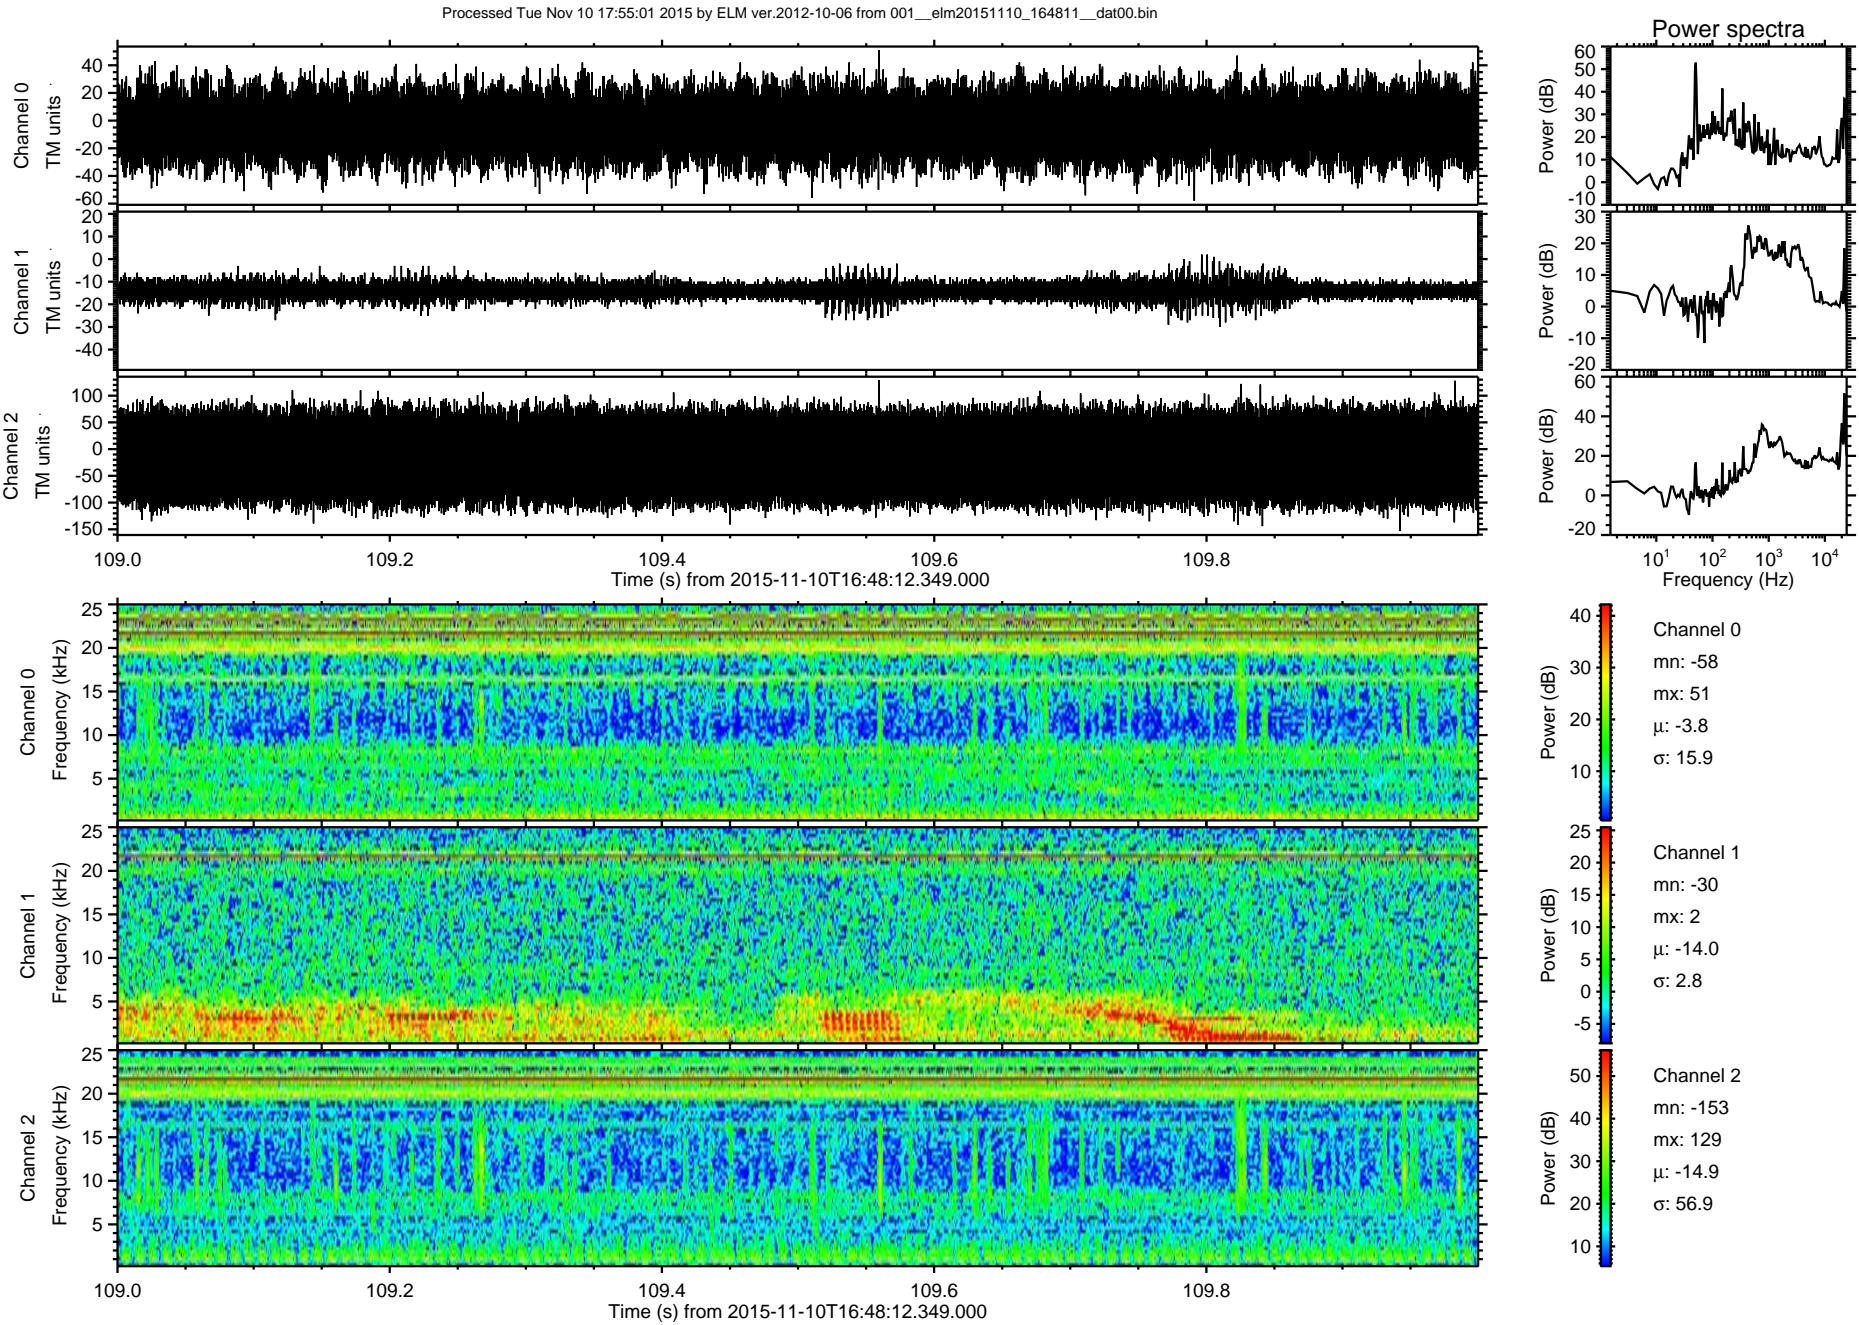 Processed Tue Nov 10 17:55:01 2015 by ELM ver.2012-10-06 from 001__elm20151110_164811__dat00.bin
Power spectra
Channel 0
TM units
40
20
0
-20
-40
-60
Power (dB)
60
50
40
30
20
10
0
-10
Channel 1
TM units
20
10
0
-10
-20
-30
-40
Power (dB)
30
20
10
0
-10
-20
Channel 2
TM units
100
50
0
-50
-100
-150
Power (dB)
60
40
20
0
-20
109.0 109.2 109.4 109.6 109.8
Time (s) from 2015-11-10T16:48:12.349.000
10¹ 10² 10³ 10⁴
Frequency (Hz)
Channel 0
Frequency (kHz)
25
20
15
10
5
Power (dB)
40
30
20
10
Channel 0
mn: -58
mx: 51
μ: -3.8
σ: 15.9
Channel 1
Frequency (kHz)
25
20
15
10
5
Power (dB)
25
20
15
10
5
0
-5
Channel 1
mn: -30
mx: 2
μ: -14.0
σ: 2.8
Channel 2
Frequency (kHz)
25
20
15
10
5
Power (dB)
50
40
30
20
10
Channel 2
mn: -153
mx: 129
μ: -14.9
σ: 56.9
109.0 109.2 109.4 109.6 109.8
Time (s) from 2015-11-10T16:48:12.349.000